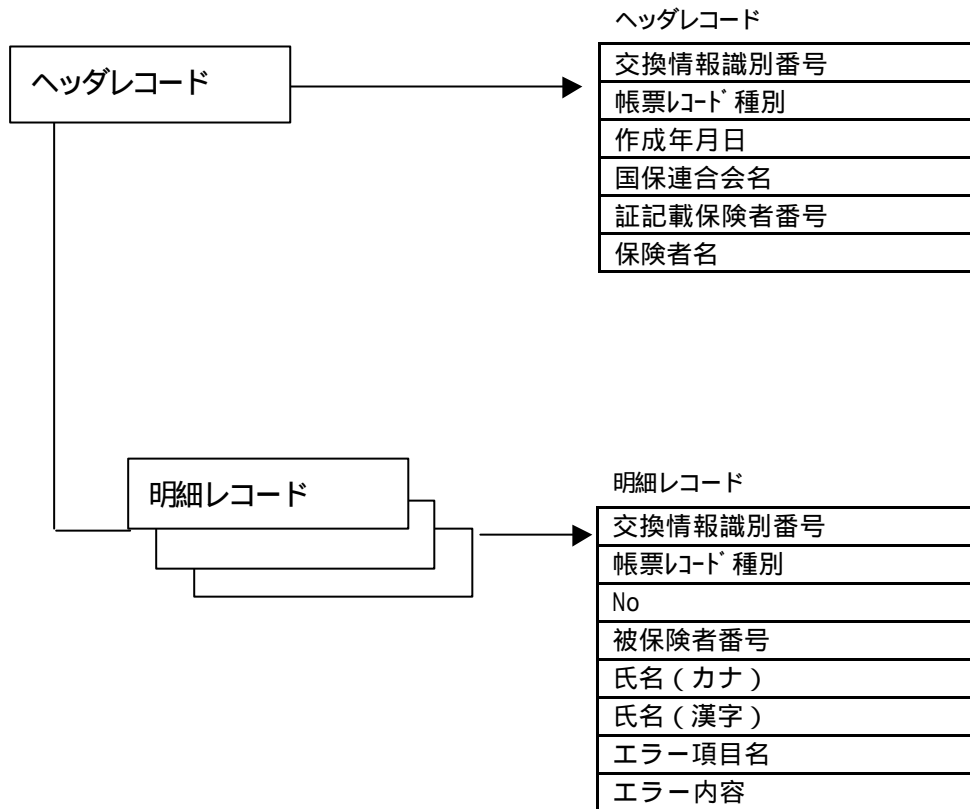 ヘッダレコード
ヘッダレコード
交換情報識別番号
帳票ﾚｺｰﾄﾞ種別
作成年月日
国保連合会名
証記載保険者番号
保険者名
明細レコード
明細レコード
交換情報識別番号
帳票ﾚｺｰﾄﾞ種別
No
被保険者番号
氏名(カナ)
氏名(漢字)
エラー項目名
エラー内容